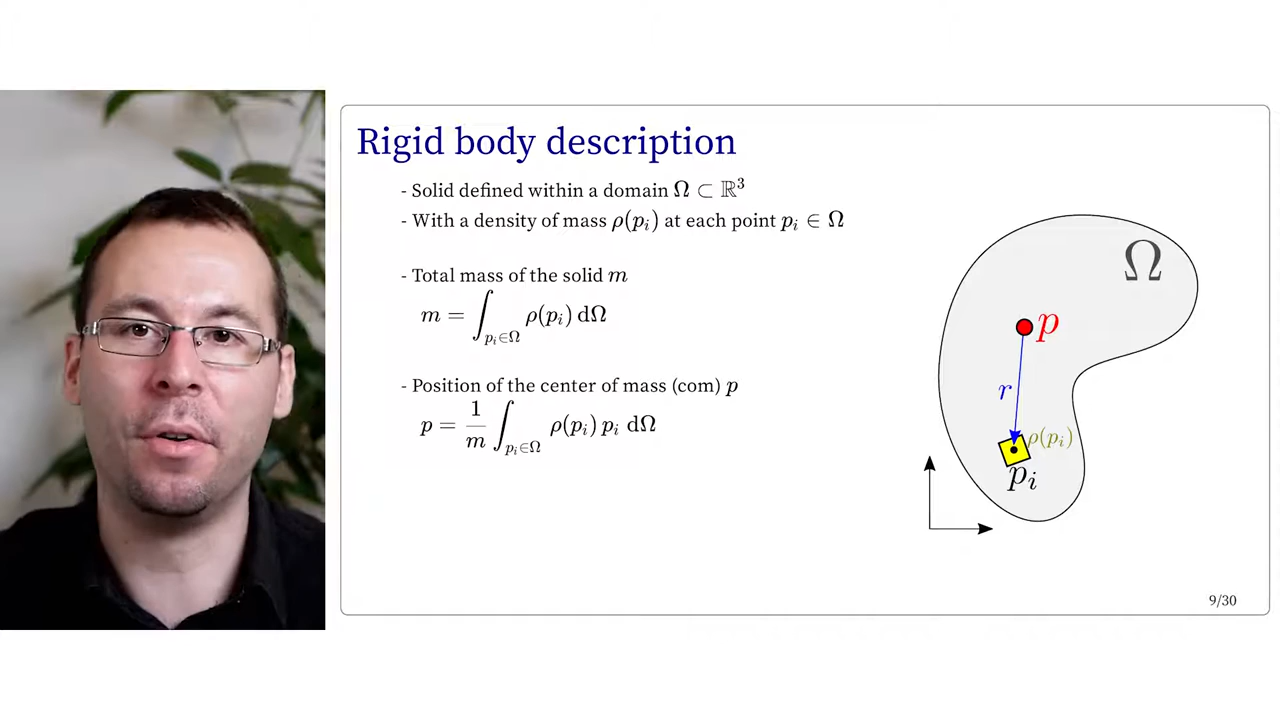 Rigid body description
- Solid defined within a domain Ω ⊂ ℝ³
- With a density of mass ρ(pᵢ) at each point pᵢ ∈ Ω
- Total mass of the solid m
m = ∫_{pᵢ∈Ω} ρ(pᵢ) dΩ
- Position of the center of mass (com) p
p = 1/m ∫_{pᵢ∈Ω} ρ(pᵢ) pᵢ dΩ
Ω
p
r
ρ(pᵢ)
pᵢ
9/30